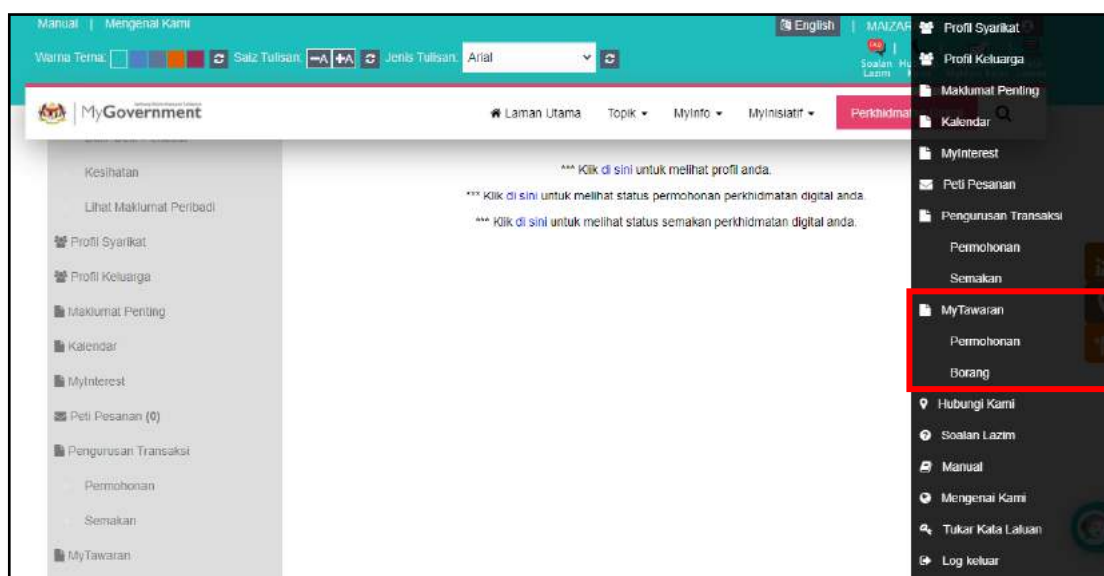 Manual | Mengenai Kami
English | MAIZAR
Warna Tema: Saiz Tulisan: -A +A Jenis Tulisan: Arial
Soalan
Lazim
MyGovernment
Laman Utama Topik MyInfo MyInisiatif
Kesihatan
Lihat Maklumat Peribadi
Profil Syarikat
Profil Keluarga
Maklumat Penting
Kalendar
MyInterest
Peti Pesanan (0)
Pengurusan Transaksi
Permohonan
Semakan
MyTawaran
*** Klik di sini untuk melihat profil anda.
*** Klik di sini untuk melihat status permohonan perkhidmatan digital anda.
*** Klik di sini untuk melihat status semakan perkhidmatan digital anda.
Profil Syarikat
Profil Keluarga
Maklumat Penting
Kalendar
MyInterest
Peti Pesanan
Pengurusan Transaksi
Permohonan
Semakan
MyTawaran
Permohonan
Borang
Hubungi Kami
Soalan Lazim
Manual
Mengenai Kami
Tukar Kata Laluan
Log keluar